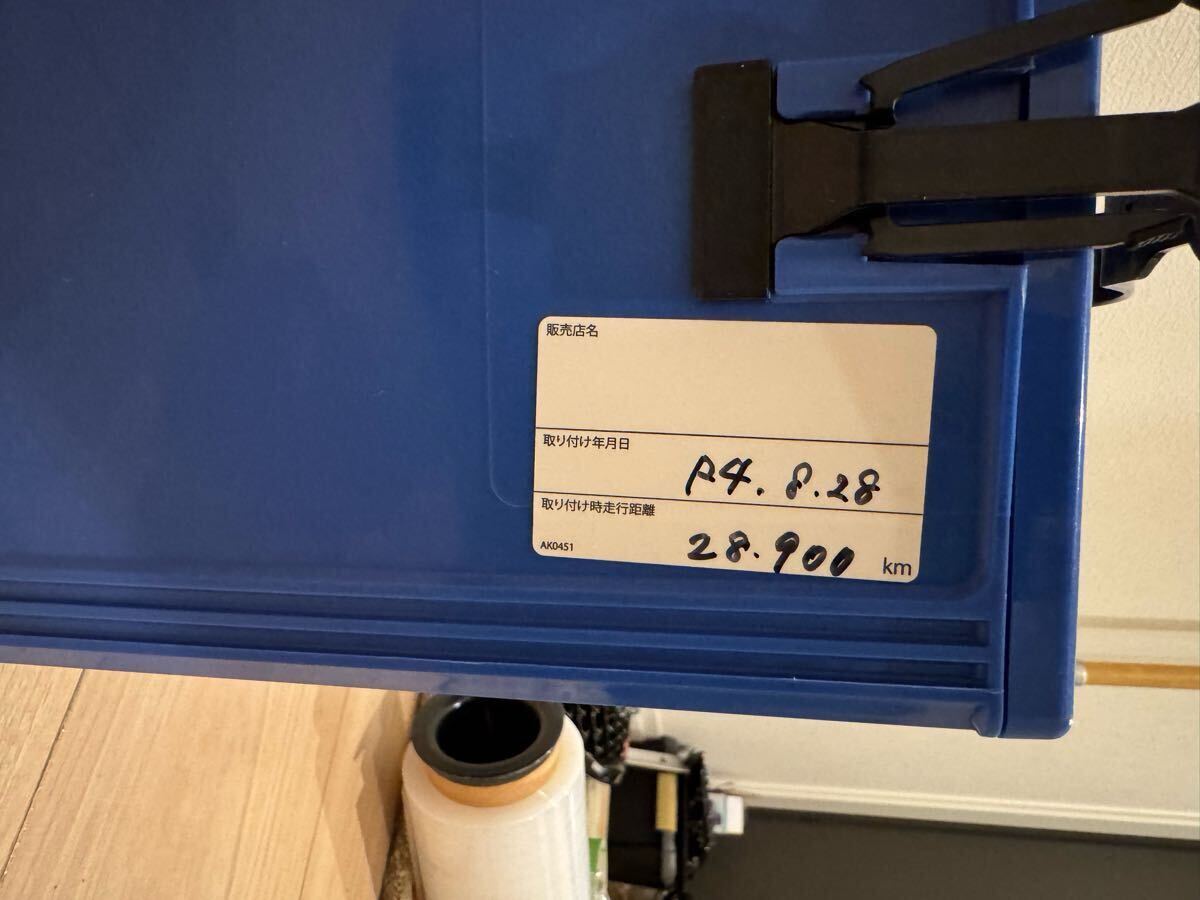 販売店名
取り付け年月日
R4.8.28
取り付け時走行距離
28.900 km
AK0451